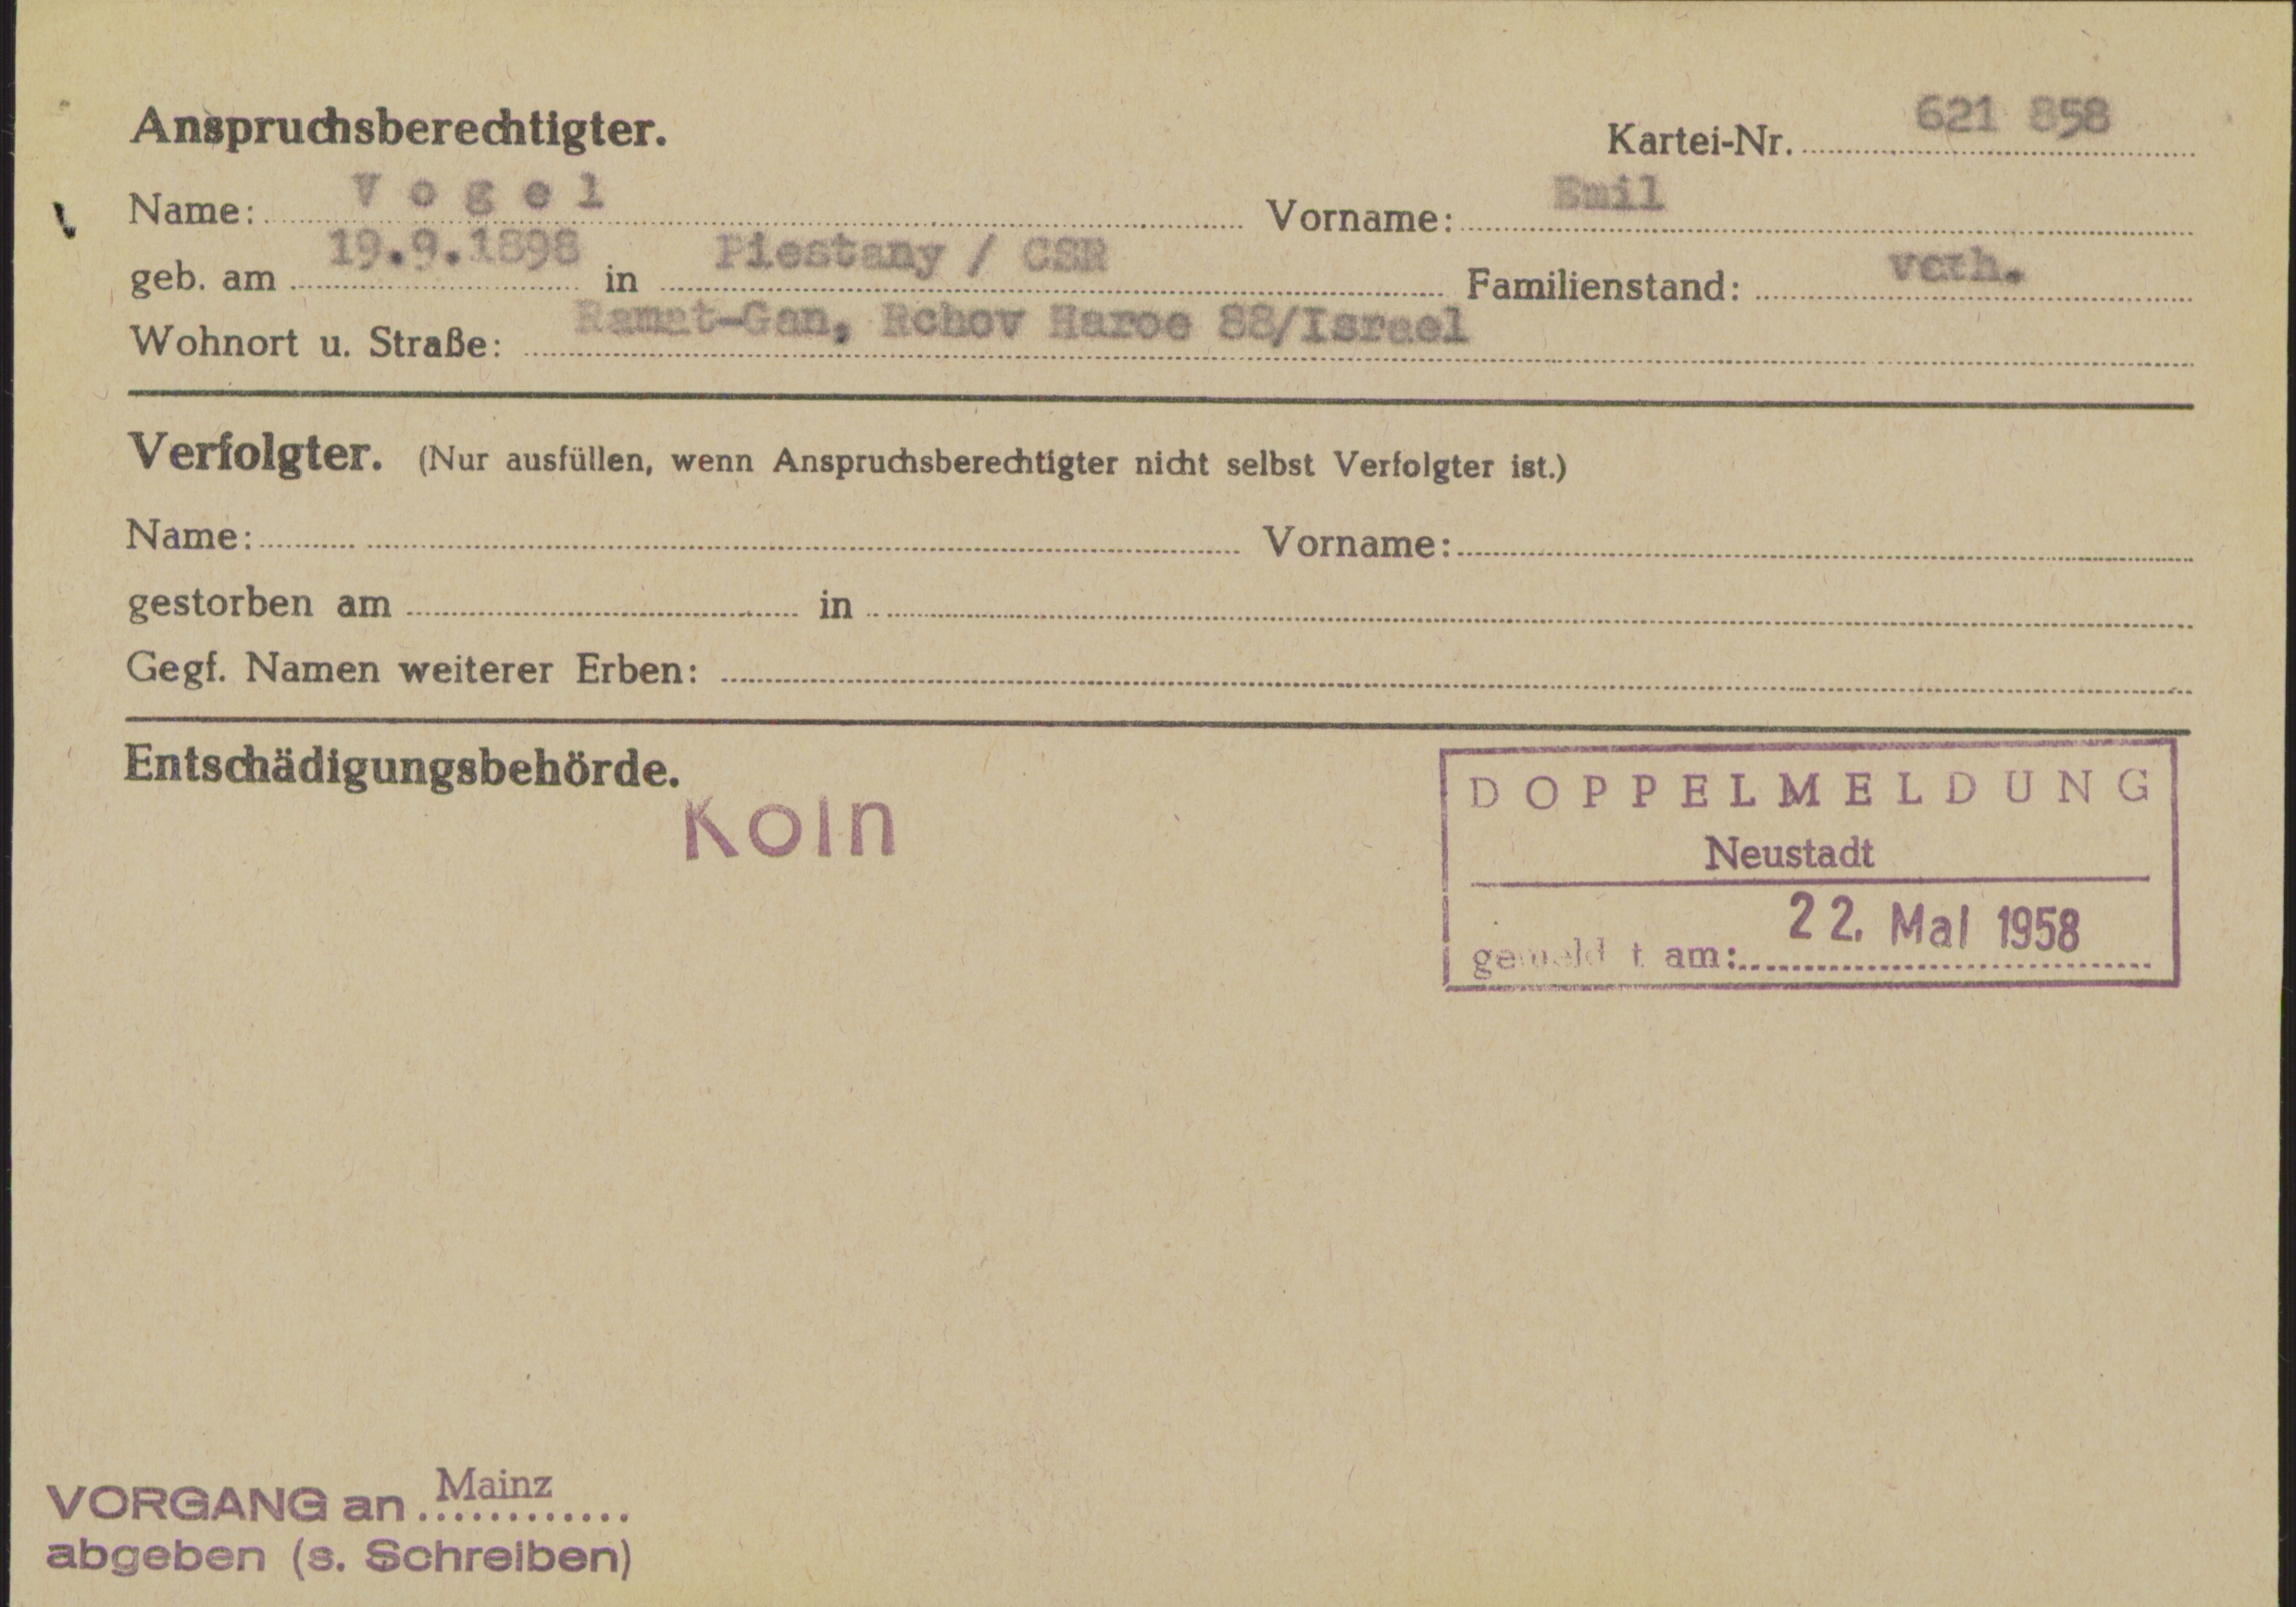 Anspruchsberechtigter.
Kartei-Nr. 621 858
Name: Vogel Vorname: Emil
geb. am 19.9.1898 in Piestany / CSR Familienstand: verh.
Wohnort u. Straße: Ramat-Gan, Rehov Haroe 88/Israel
Verfolgter. (Nur ausfüllen, wenn Anspruchsberechtigter nicht selbst Verfolgter ist.)
Name: Vorname:
gestorben am in
Gegf. Namen weiterer Erben:
Entschädigungsbehörde.
Köln
DOPPELMELDUNG
Neustadt
gemeldet am: 22. Mai 1958
VORGANG an Mainz
abgeben (s. Schreiben)